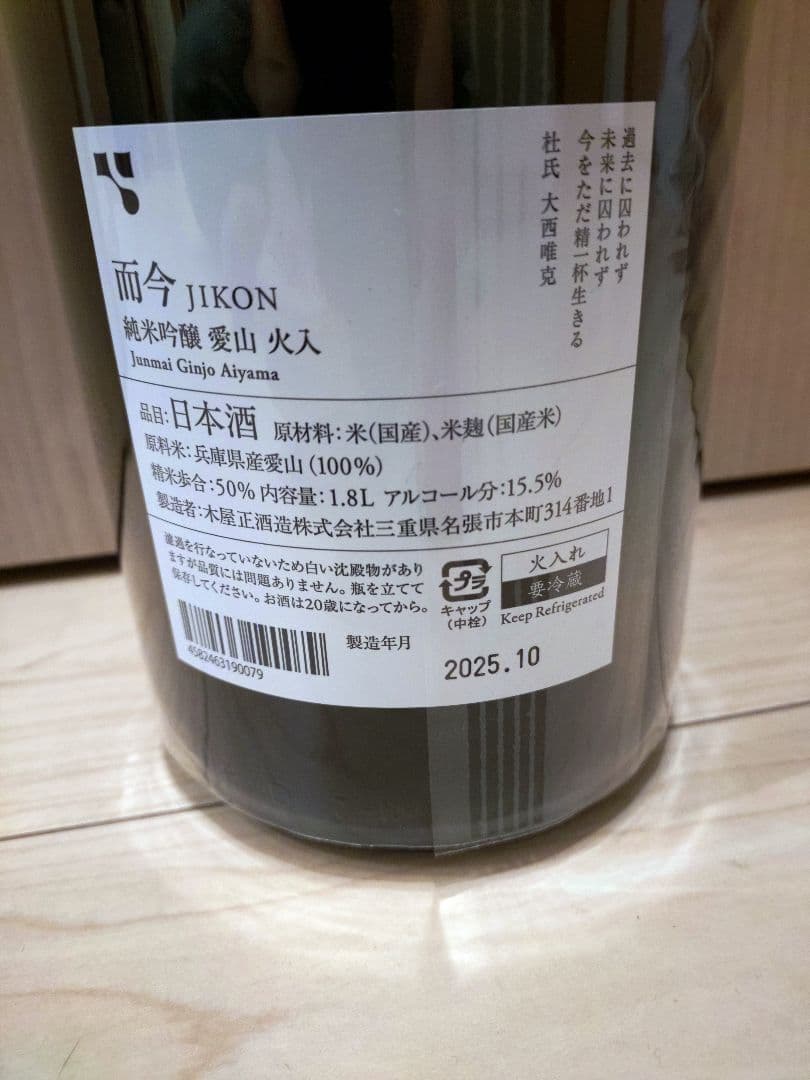 過去に囚われず
未来に囚われず
今をただ精一杯生きる
杜氏 大西唯克
而今 JIKON
純米吟醸 愛山 火入
Junmai Ginjo Aiyama
品目:日本酒 原材料:米(国産)、米麹(国産米)
原料米:兵庫県産愛山(100%)
精米歩合:50% 内容量:1.8L アルコール分:15.5%
製造者:木屋正酒造株式会社三重県名張市本町314番地1
濾過を行なっていないため白い沈殿物があり
ますが品質には問題ありません。瓶を立てて
保存してください。お酒は20歳になってから。
プラ
キャップ
(中栓)
火入れ
要冷蔵
Keep Refrigerated
4582463190079
製造年月
2025.10